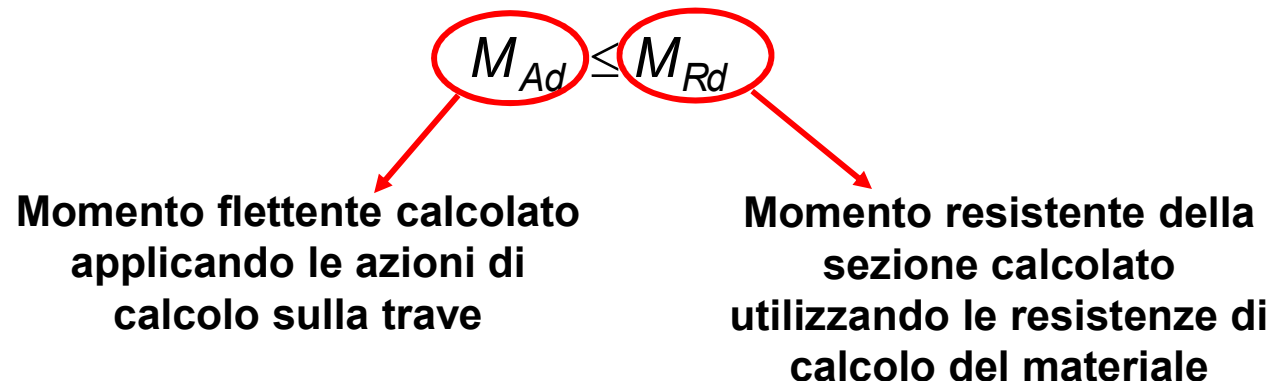 M_Ad ≤ M_Rd
Momento flettente calcolato
applicando le azioni di
calcolo sulla trave
Momento resistente della
sezione calcolato
utilizzando le resistenze di
calcolo del materiale